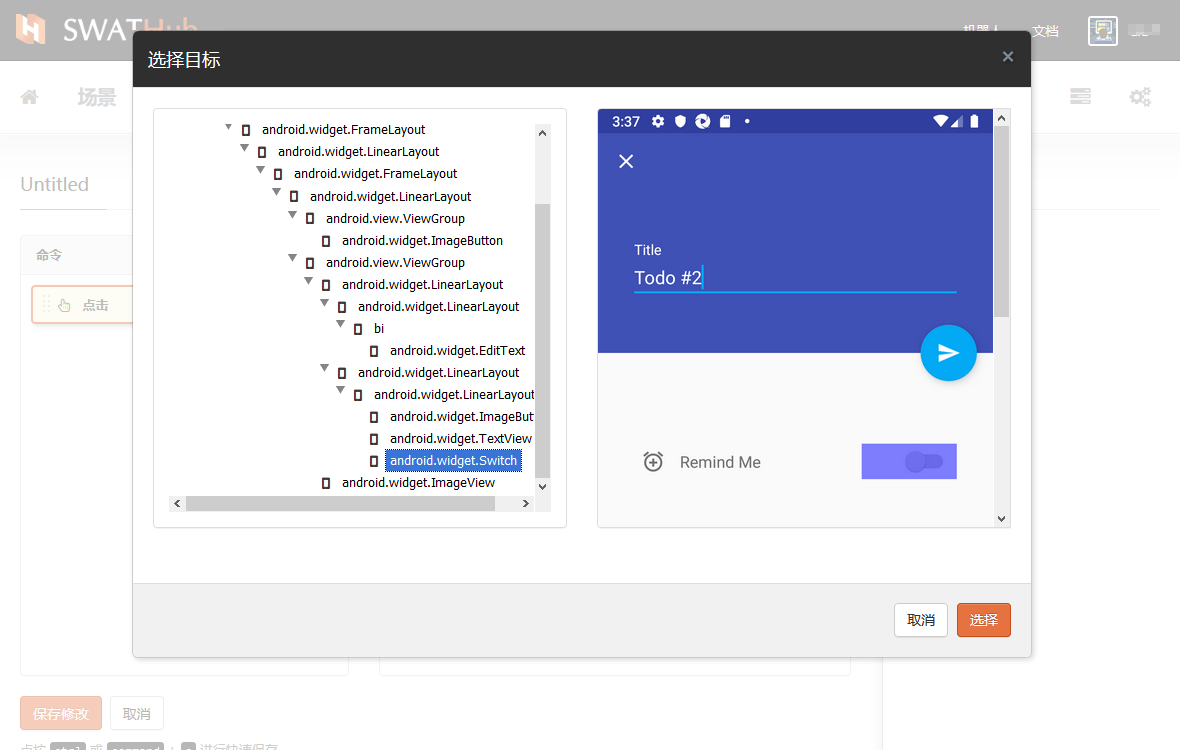 SWATHub
文档
选择目标
×
场景
Untitled
命令
点击
android.widget.FrameLayout
android.widget.LinearLayout
android.widget.FrameLayout
android.widget.LinearLayout
android.view.ViewGroup
android.widget.ImageButton
android.view.ViewGroup
android.widget.LinearLayout
android.widget.LinearLayout
bi
android.widget.EditText
android.widget.LinearLayout
android.widget.LinearLayout
android.widget.ImageBut
android.widget.TextView
android.widget.Switch
android.widget.ImageView
3:37
Title
Todo #2
Remind Me
取消
选择
保存修改
取消